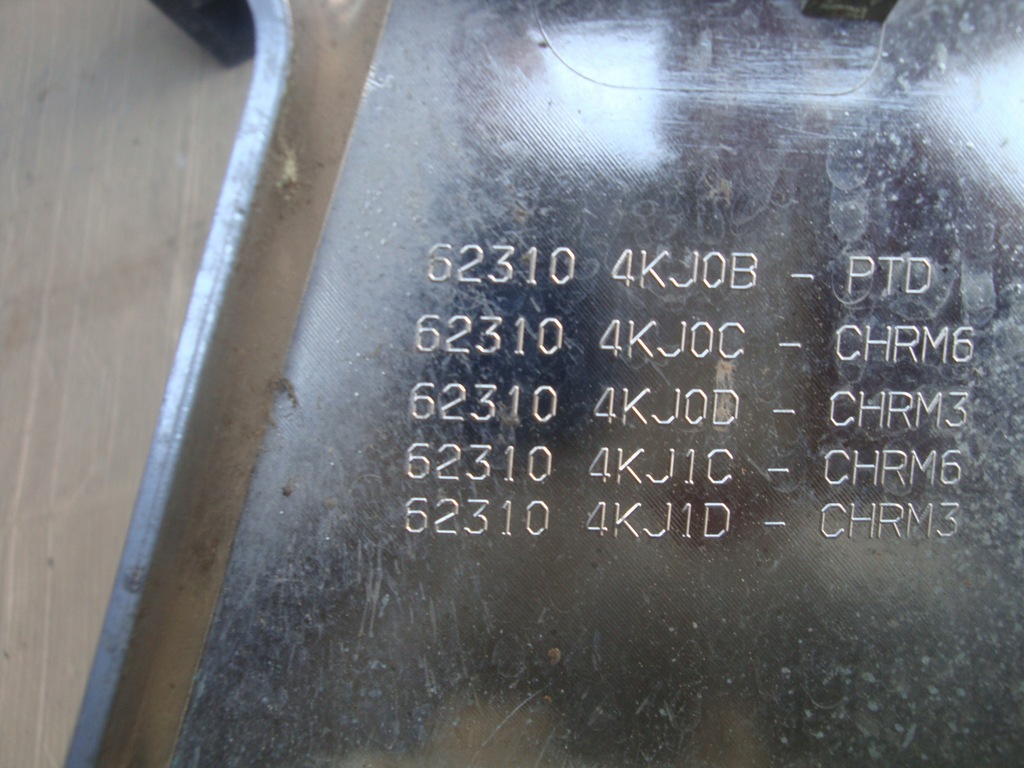 62310 4KJ0B - PTD
62310 4KJ0C - CHRM6
62310 4KJ0D - CHRM3
62310 4KJ1C - CHRM6
62310 4KJ1D - CHRM3